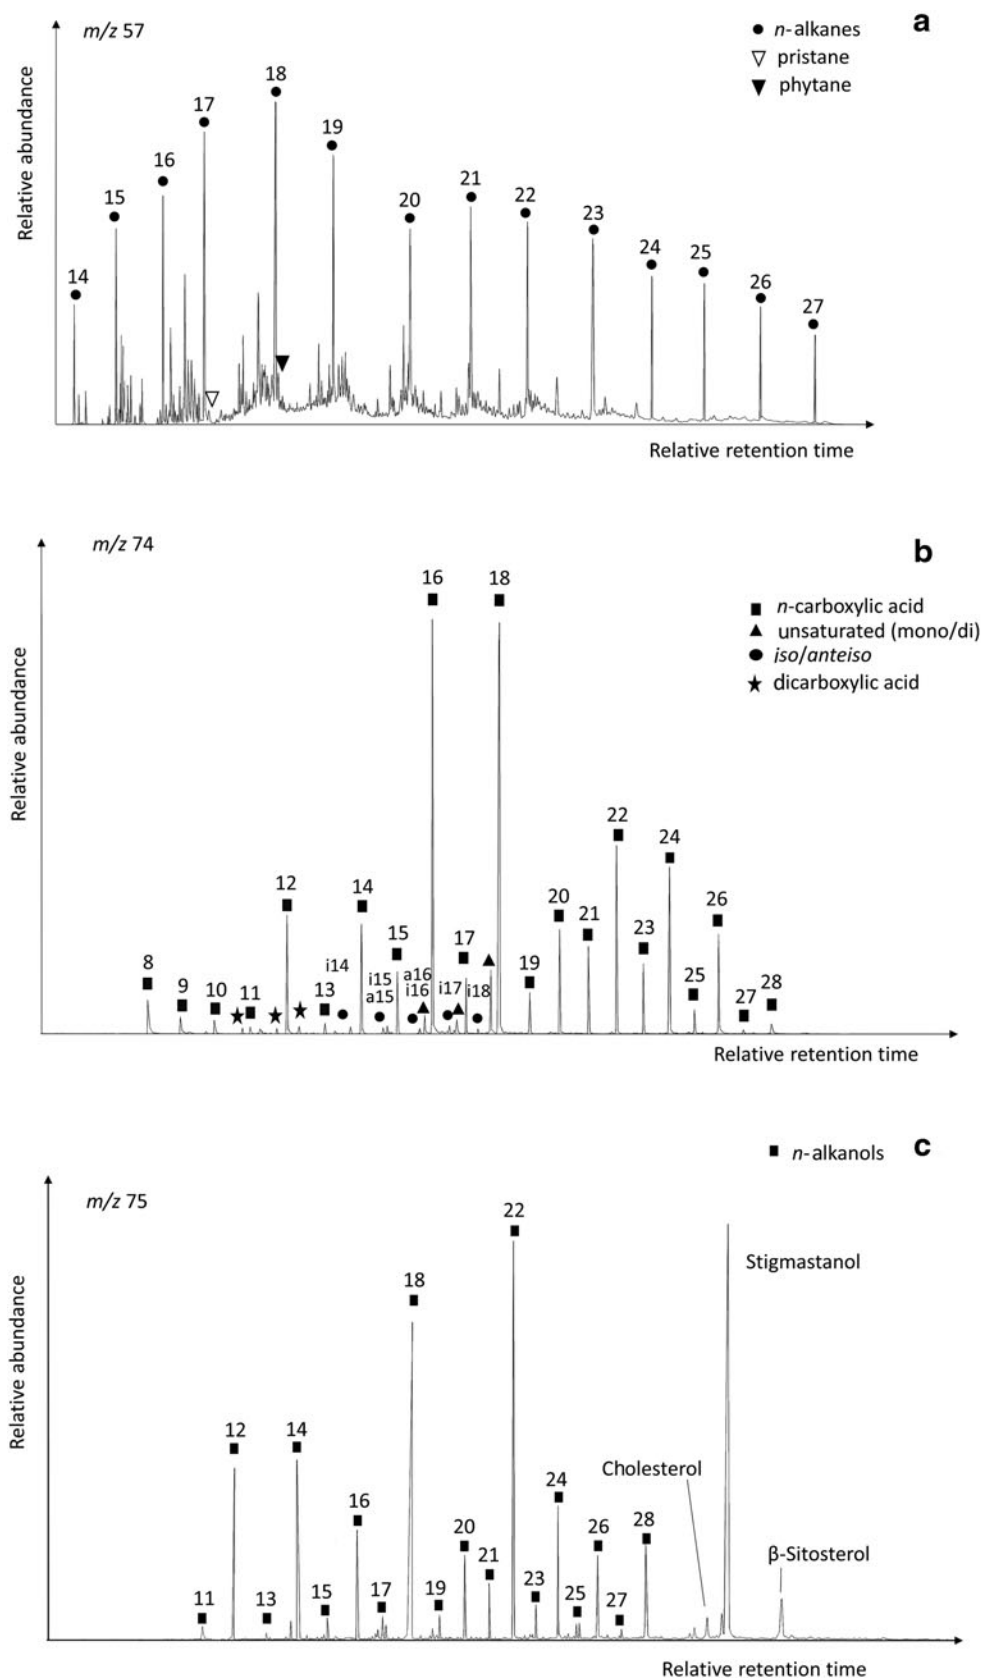 a
m/z 57
n-alkanes
pristane
phytane
Relative abundance
14
15
16
17
18
19
20
21
22
23
24
25
26
27
Relative retention time
b
m/z 74
n-carboxylic acid
unsaturated (mono/di)
iso/anteiso
dicarboxylic acid
Relative abundance
8
9
10
11
12
13
i14
14
i15
a15
15
a16
i16
16
i17
17
i18
18
19
20
21
22
23
24
25
26
27
28
Relative retention time
c
n-alkanols
m/z 75
Relative abundance
11
12
13
14
15
16
17
18
19
20
21
22
23
24
25
26
27
28
Cholesterol
Stigmastanol
β-Sitosterol
Relative retention time